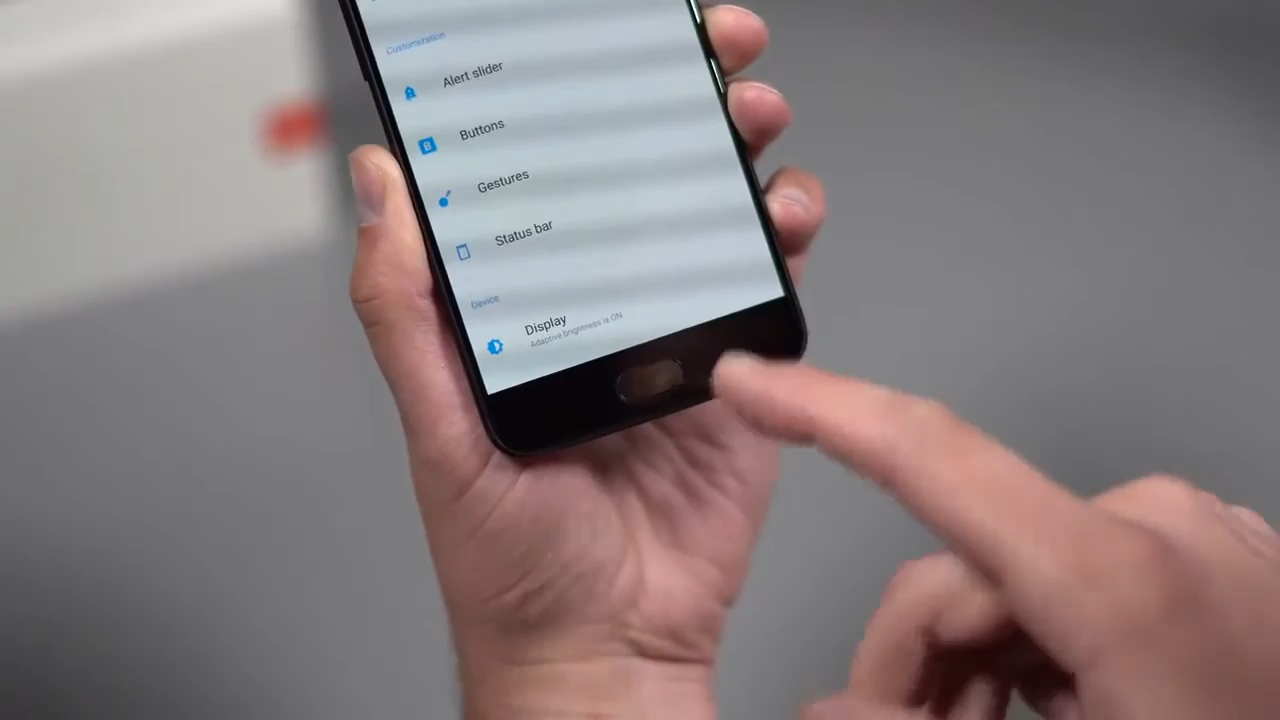 Customization
Alert slider
Buttons
Gestures
Status bar
Device
Display
Adaptive brightness is ON